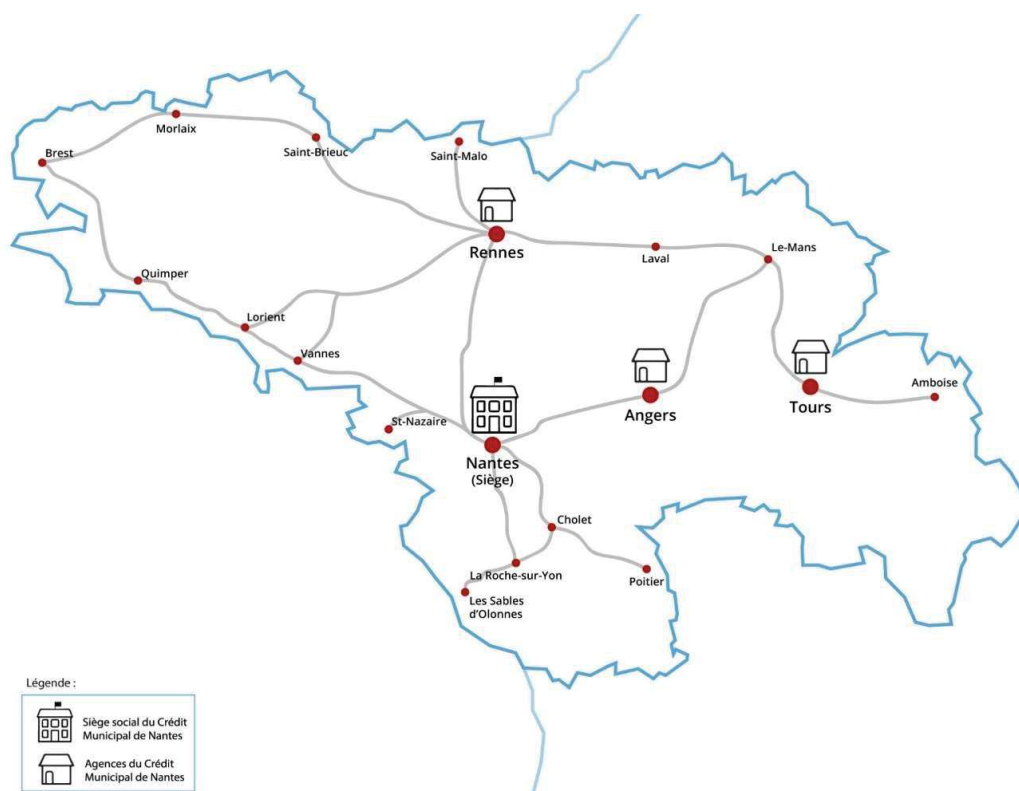 Morlaix
Brest
Saint-Brieuc
Saint-Malo
Rennes
Laval
Le-Mans
Quimper
Lorient
Vannes
Angers
Tours
Amboise
St-Nazaire
Nantes
(Siège)
Cholet
La Roche-sur-Yon
Poitier
Les Sables
d'Olonnes
Légende :
Siège social du Crédit
Municipal de Nantes
Agences du Crédit
Municipal de Nantes